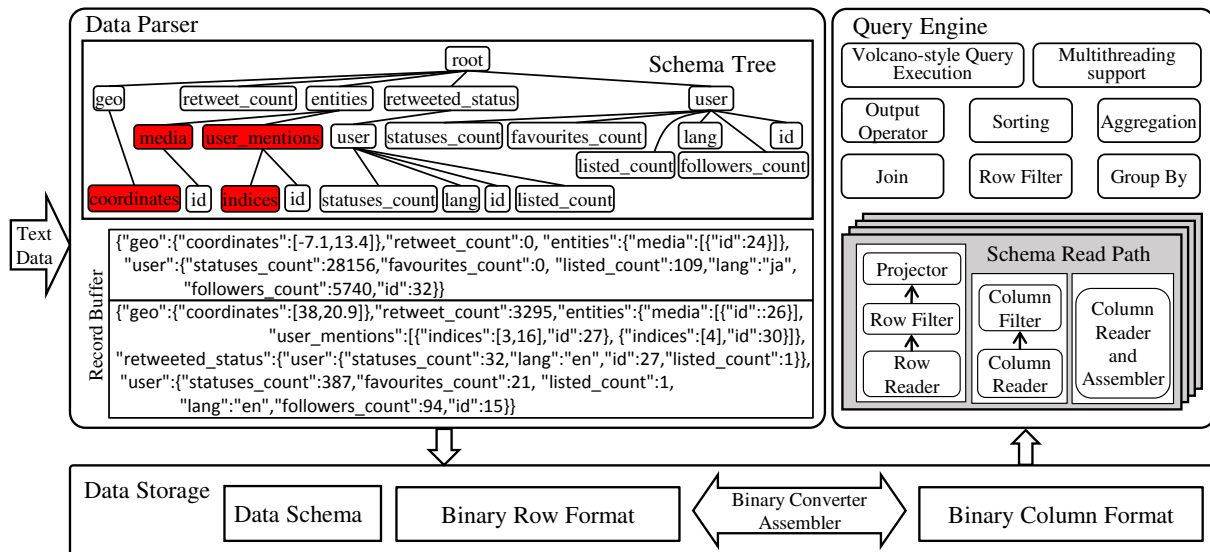 Data Parser
Schema Tree
root
geo
retweet_count
entities
retweeted_status
user
media
user_mentions
user
statuses_count
favourites_count
lang
id
listed_count
followers_count
coordinates
id
indices
id
statuses_count
lang
id
listed_count
Text
Data
Record Buffer
{"geo":{"coordinates":[-7.1,13.4]},"retweet_count":0, "entities":{"media":[{"id":24}]},
"user":{"statuses_count":28156,"favourites_count":0, "listed_count":109,"lang":"ja",
"followers_count":5740,"id":32}}
{"geo":{"coordinates":[38,20.9]},"retweet_count":3295,"entities":{"media":[{"id"::26}],
"user_mentions":[{"indices":[3,16],"id":27}, {"indices":[4],"id":30}]},
"retweeted_status":{"user":{"statuses_count":32,"lang":"en","id":27,"listed_count":1}},
"user":{"statuses_count":387,"favourites_count":21, "listed_count":1,
"lang":"en","followers_count":94,"id":15}}
Query Engine
Volcano-style Query
Execution
Multithreading
support
Output
Operator
Sorting
Aggregation
Join
Row Filter
Group By
Schema Read Path
Projector
Row Filter
Row
Reader
Column
Filter
Column
Reader
Column
Reader
and
Assembler
Data Storage
Data Schema
Binary Row Format
Binary Converter
Assembler
Binary Column Format